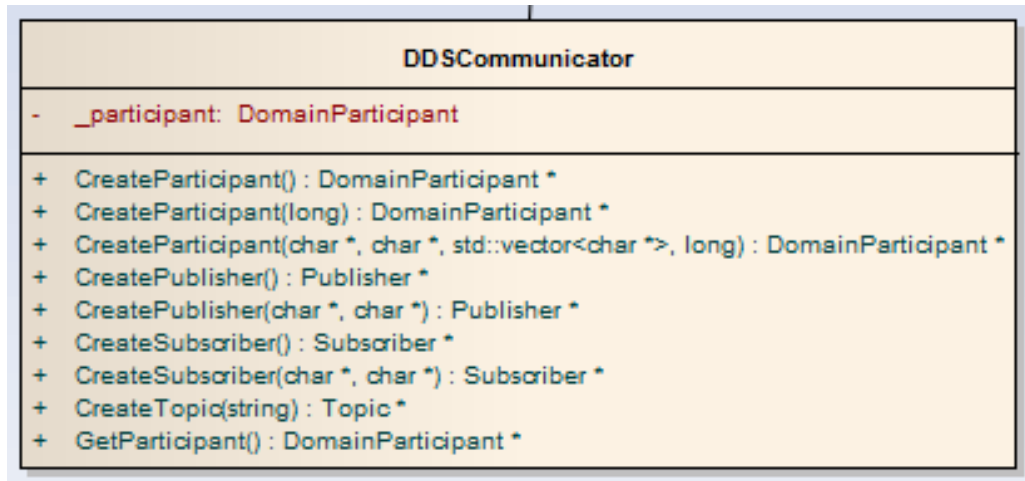 DDSCommunicator
- _participant: DomainParticipant
+ CreateParticipant() : DomainParticipant *
+ CreateParticipant(long) : DomainParticipant *
+ CreateParticipant(char *, char *, std::vector<char *>, long) : DomainParticipant *
+ CreatePublisher() : Publisher *
+ CreatePublisher(char *, char *) : Publisher *
+ CreateSubscriber() : Subscriber *
+ CreateSubscriber(char *, char *) : Subscriber *
+ CreateTopic(string) : Topic *
+ GetParticipant() : DomainParticipant *